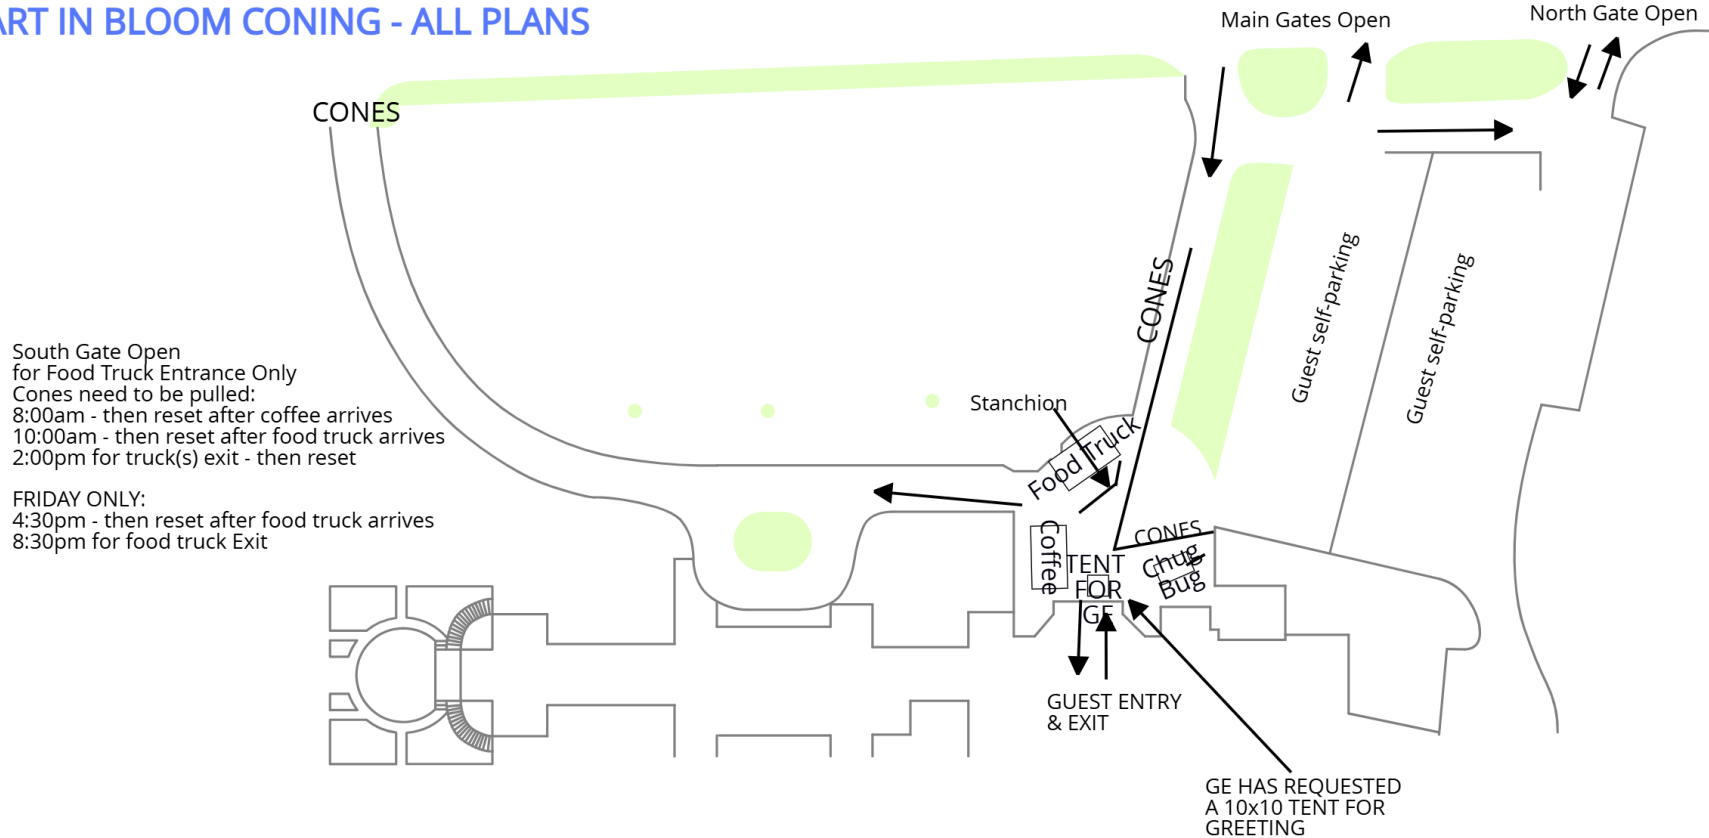 ART IN BLOOM CONING - ALL PLANS
Main Gates Open
North Gate Open
CONES
CONES
Guest self-parking
Guest self-parking
South Gate Open
for Food Truck Entrance Only
Cones need to be pulled:
8:00am - then reset after coffee arrives
10:00am - then reset after food truck arrives
2:00pm for truck(s) exit - then reset
FRIDAY ONLY:
4:30pm - then reset after food truck arrives
8:30pm for food truck Exit
Stanchion
Food Truck
Coffee
CONES
Chug
Bug
TENT
FOR
GE
GUEST ENTRY
& EXIT
GE HAS REQUESTED
A 10x10 TENT FOR
GREETING